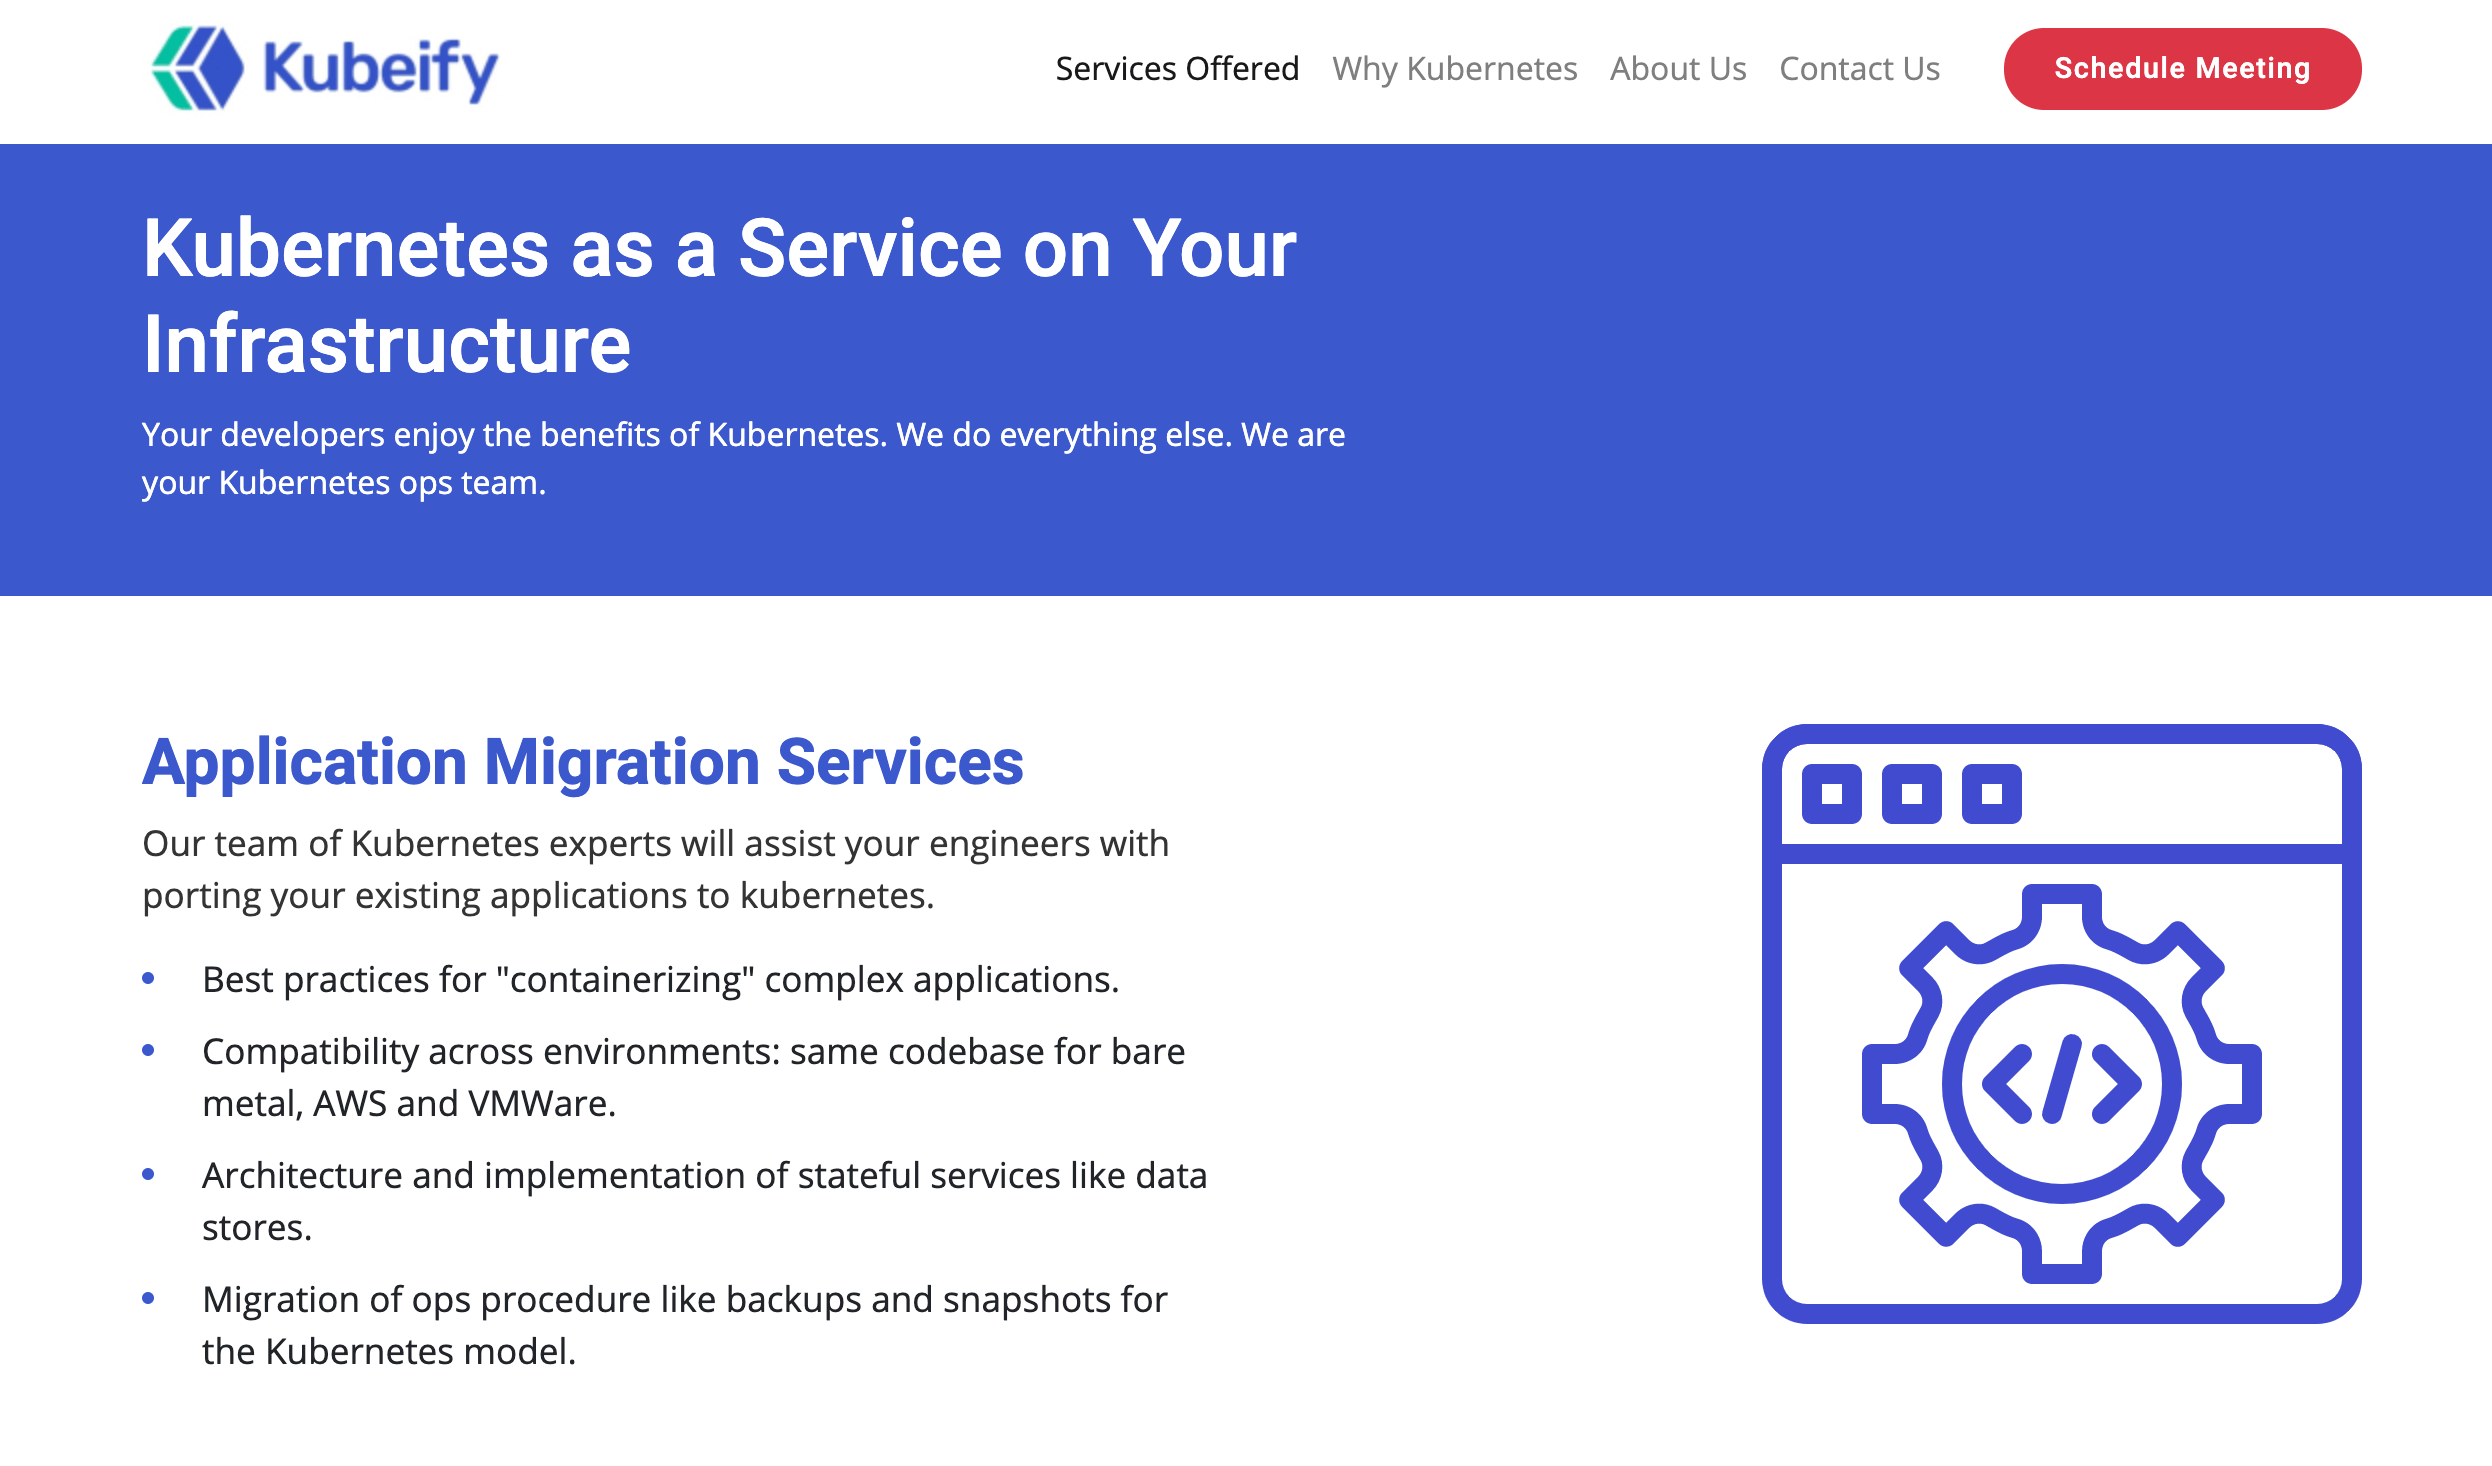 Kubeify
Services Offered Why Kubernetes About Us Contact Us Schedule Meeting
Kubernetes as a Service on Your
Infrastructure
Your developers enjoy the benefits of Kubernetes. We do everything else. We are
your Kubernetes ops team.
Application Migration Services
Our team of Kubernetes experts will assist your engineers with
porting your existing applications to kubernetes.
• Best practices for "containerizing" complex applications.
• Compatibility across environments: same codebase for bare
metal, AWS and VMWare.
• Architecture and implementation of stateful services like data
stores.
• Migration of ops procedure like backups and snapshots for
the Kubernetes model.